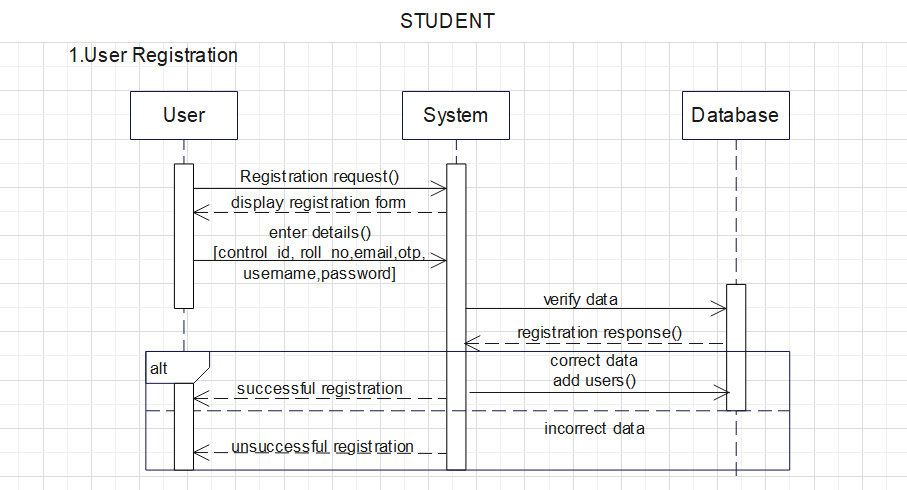 STUDENT
1.User Registration
User
System
Database
Registration request()
display registration form
enter details()
[control_id, roll_no,email,otp,
username,password]
verify data
registration response()
alt
correct data
add users()
successful registration
incorrect data
unsuccessful registration